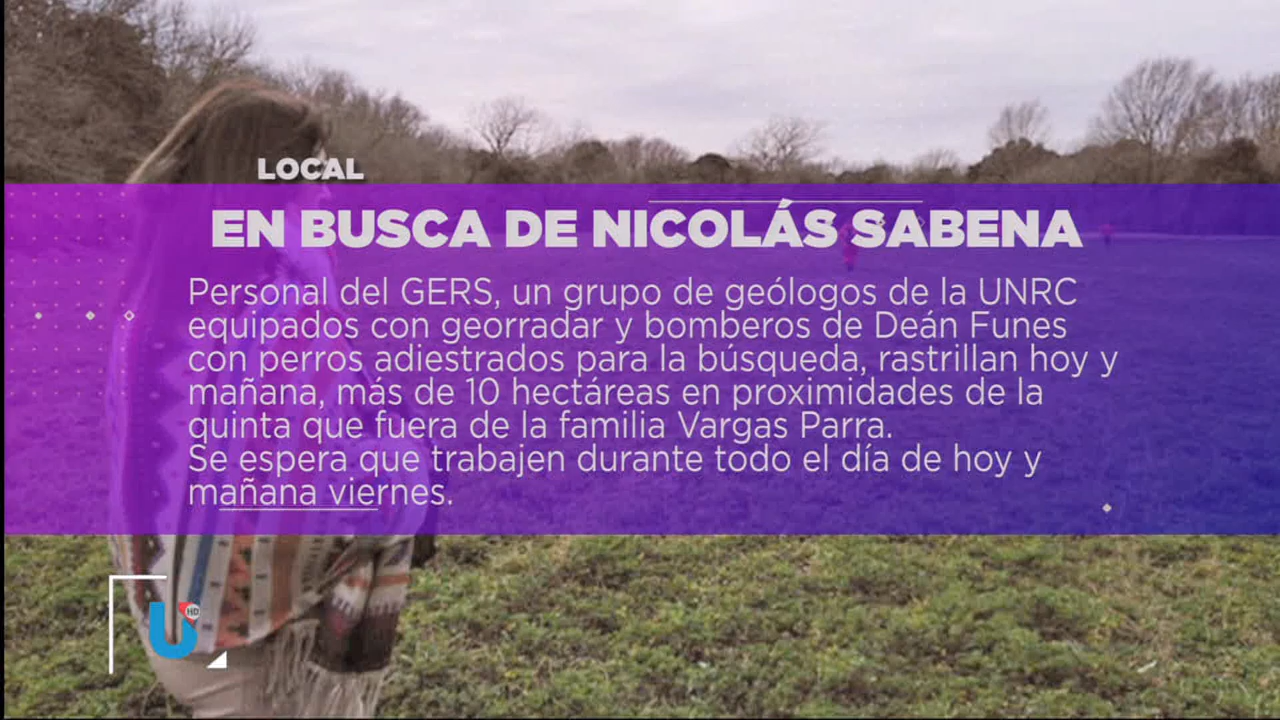 LOCAL
EN BUSCA DE NICOLÁS SABENA
Personal del GERS, un grupo de geólogos de la UNRC
equipados con georradar y bomberos de Deán Funes
con perros adiestrados para la búsqueda, rastrillan hoy y
mañana, más de 10 hectáreas en proximidades de la
quinta que fuera de la familia Vargas Parra.
Se espera que trabajen durante todo el día de hoy y
mañana viernes.
U HD